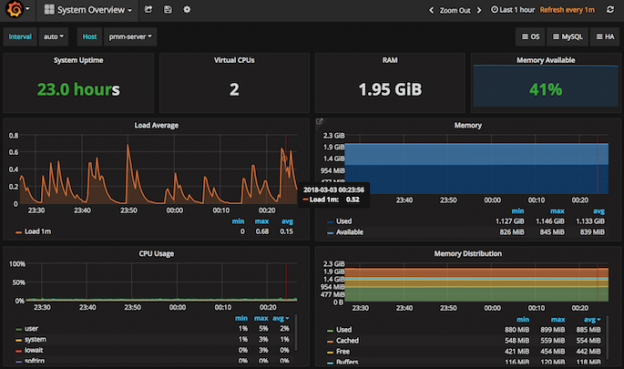 System Overview
Zoom Out
Last 1 hour Refresh every 1m
Interval auto Host pmm-server
OS MySQL HA
System Uptime
23.0 hours
Virtual CPUs
2
RAM
1.95 GiB
Memory Available
41%
Load Average
0.8
0.6
0.4
0.2
0
23:30 23:40 23:50 00:00 00:10 00:20
min max avg
Load 1m 0 0.68 0.15
2018-03-03 00:23:56
Load 1m: 0.52
Memory
2.3 GiB
1.9 GiB
1.4 GiB
954 MiB
0 B
23:30 23:40 23:50 00:00 00:10 00:20
min max avg
Used 1.127 GiB 1.146 GiB 1.133 GiB
Available 826 MiB 845 MiB 839 MiB
CPU Usage
100%
50%
0%
23:30 23:40 23:50 00:00 00:10 00:20
min max avg
user 1% 5% 2%
system 1% 3% 1%
iowait 0% 3% 0%
softirq
Memory Distribution
2.3 GiB
1.9 GiB
1.4 GiB
954 MiB
477 MiB
0 B
23:30 23:40 23:50 00:00 00:10 00:20
min max avg
Used 880 MiB 899 MiB 885 MiB
Cached 548 MiB 559 MiB 554 MiB
Free 421 MiB 454 MiB 442 MiB
Buffers 116 MiB 120 MiB 118 MiB